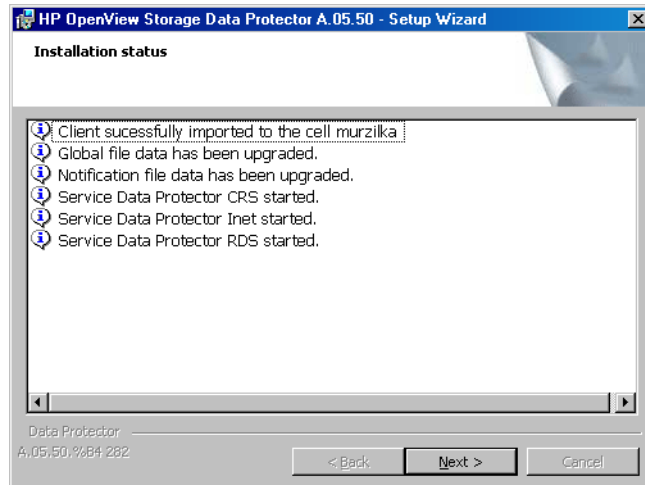 HP OpenView Storage Data Protector A.05.50 - Setup Wizard
Installation status
Client sucessfully imported to the cell murzilka
Global file data has been upgraded.
Notification file data has been upgraded.
Service Data Protector CRS started.
Service Data Protector Inet started.
Service Data Protector RDS started.
Data Protector
A.05.50.%B4 282
< Back Next > Cancel